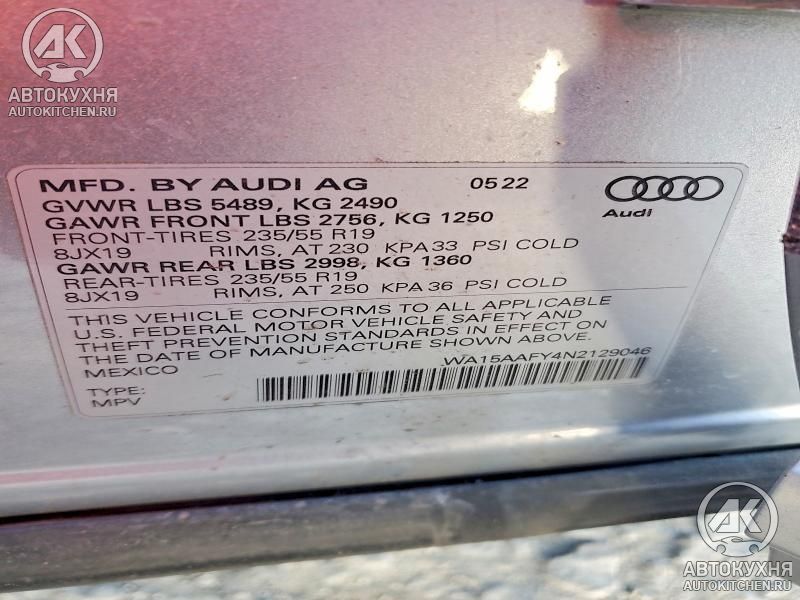 AK
АВТОКУХНЯ
AUTOKITCHEN.RU
MFD. BY AUDI AG 05 22
GVWR LBS 5489, KG 2490
GAWR FRONT LBS 2756, KG 1250
FRONT-TIRES 235/55 R19
8JX19 RIMS, AT 230 KPA33 PSI COLD
GAWR REAR LBS 2998, KG 1360
REAR-TIRES 235/55 R19
8JX19 RIMS, AT 250 KPA 36 PSI COLD
Audi
THIS VEHICLE CONFORMS TO ALL APPLICABLE
U.S. FEDERAL MOTOR VEHICLE SAFETY AND
THEFT PREVENTION STANDARDS IN EFFECT ON
THE DATE OF MANUFACTURE SHOWN ABOVE.
MEXICO WA15AAFY4N2129046
TYPE:
MPV
AK
АВТОКУХНЯ
AUTOKITCHEN.RU